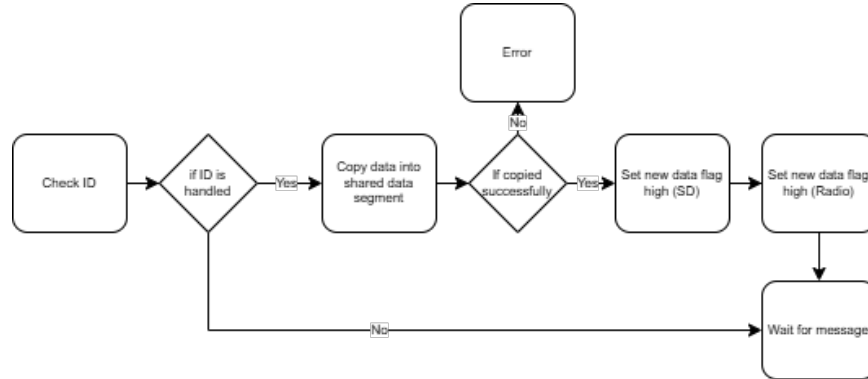 Error
No
Check ID
if ID is
handled
Yes
Copy data into
shared data
segment
If copied
successfully
Yes
Set new data flag
high (SD)
Set new data flag
high (Radio)
No
Wait for message